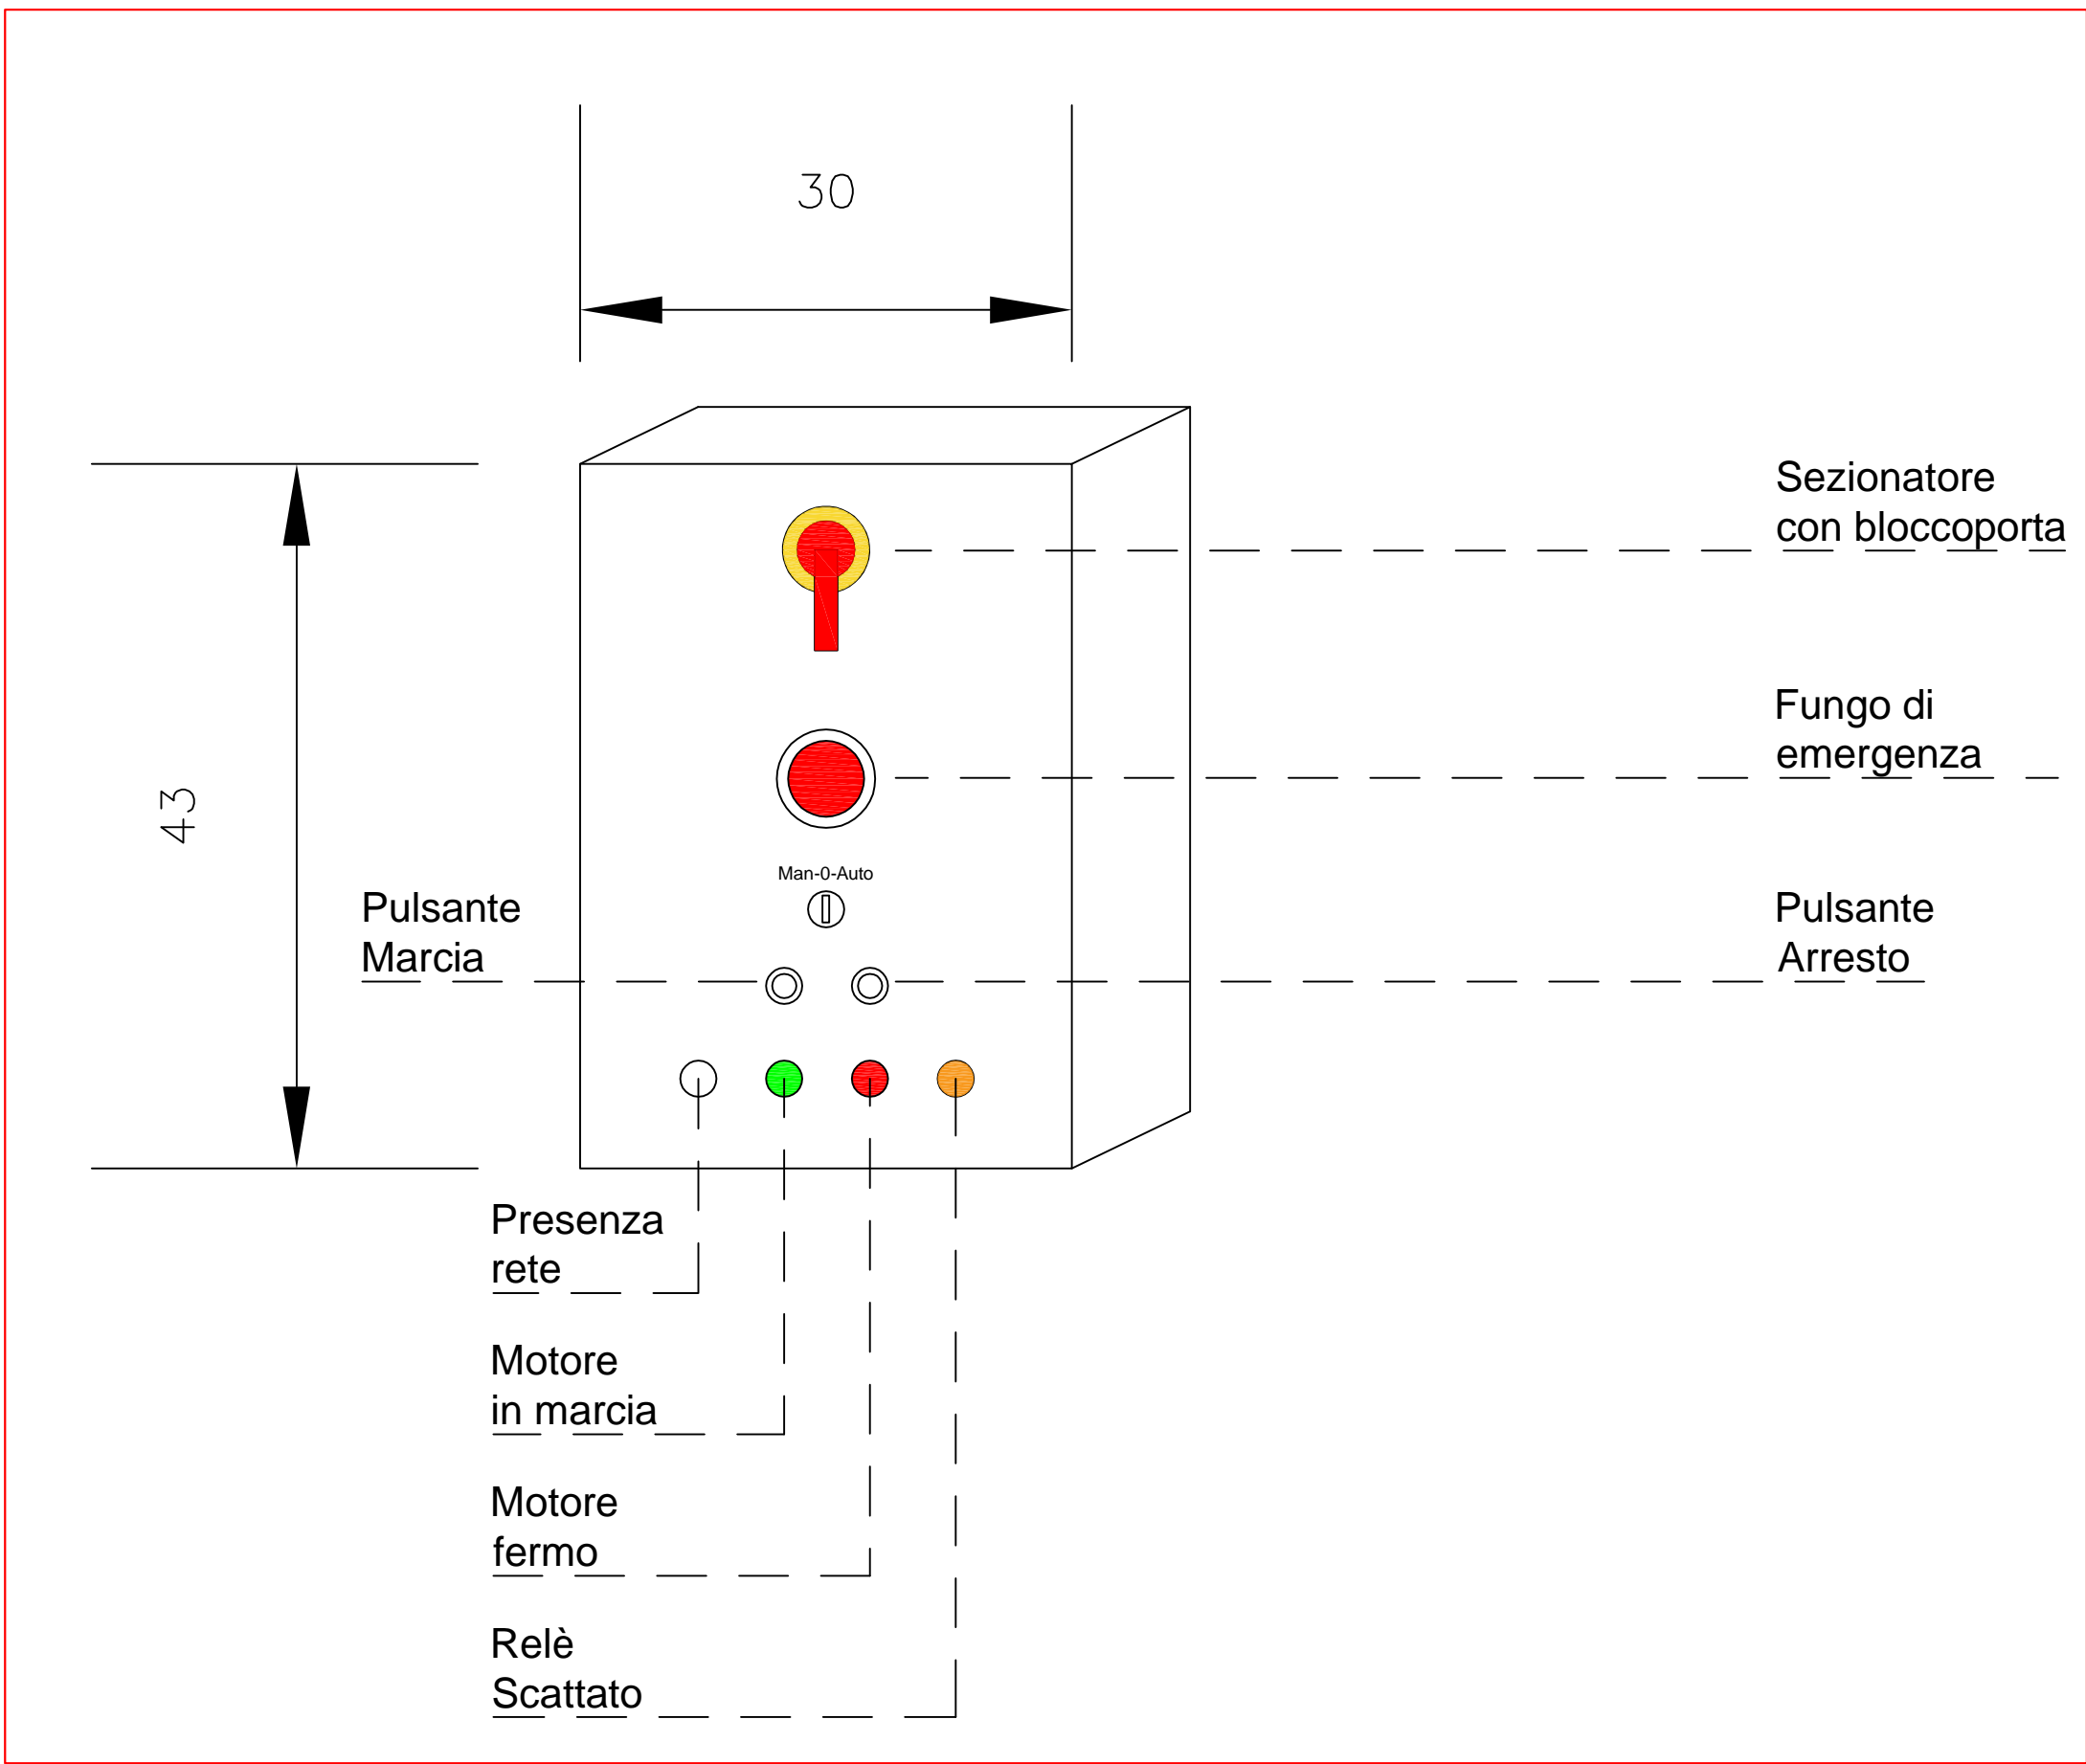 30
Sezionatore
con bloccoporta
Fungo di
emergenza
43
Man-0-Auto
Pulsante
Marcia
Pulsante
Arresto
Presenza
rete
Motore
in marcia
Motore
fermo
Relè
Scattato